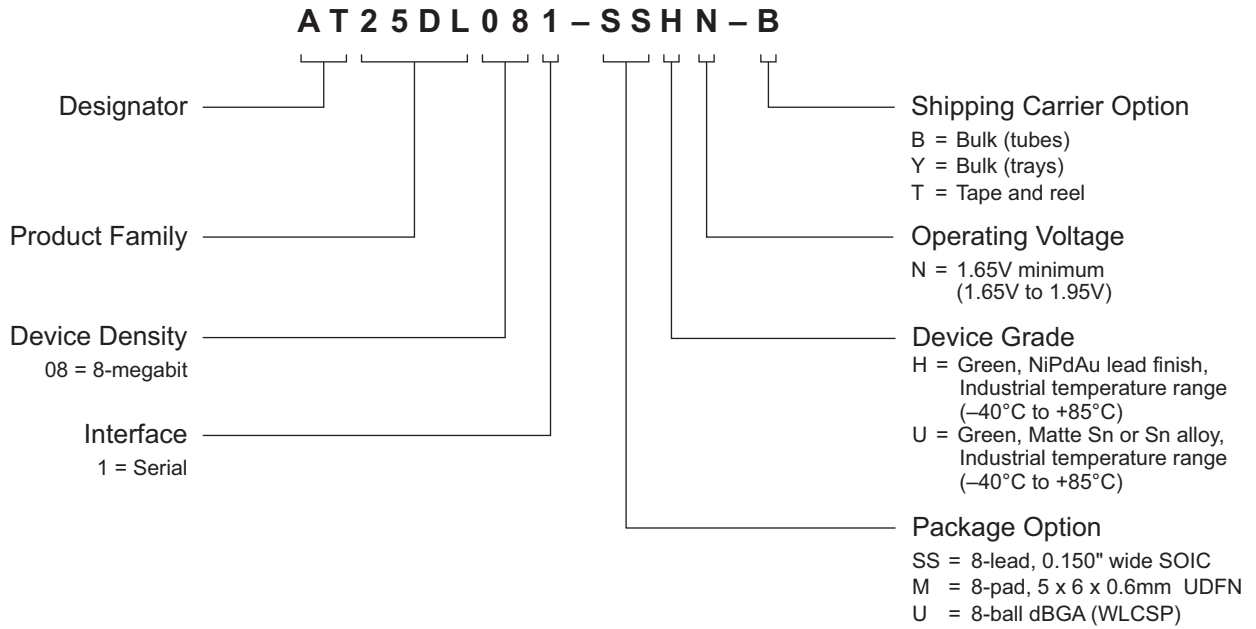 AT25DL081–SSHN–B
Designator
Product Family
Device Density
08 = 8-megabit
Interface
1 = Serial
Shipping Carrier Option
B = Bulk (tubes)
Y = Bulk (trays)
T = Tape and reel
Operating Voltage
N = 1.65V minimum
(1.65V to 1.95V)
Device Grade
H = Green, NiPdAu lead finish,
Industrial temperature range
(–40°C to +85°C)
U = Green, Matte Sn or Sn alloy,
Industrial temperature range
(–40°C to +85°C)
Package Option
SS = 8-lead, 0.150" wide SOIC
M = 8-pad, 5 x 6 x 0.6mm UDFN
U = 8-ball dBGA (WLCSP)